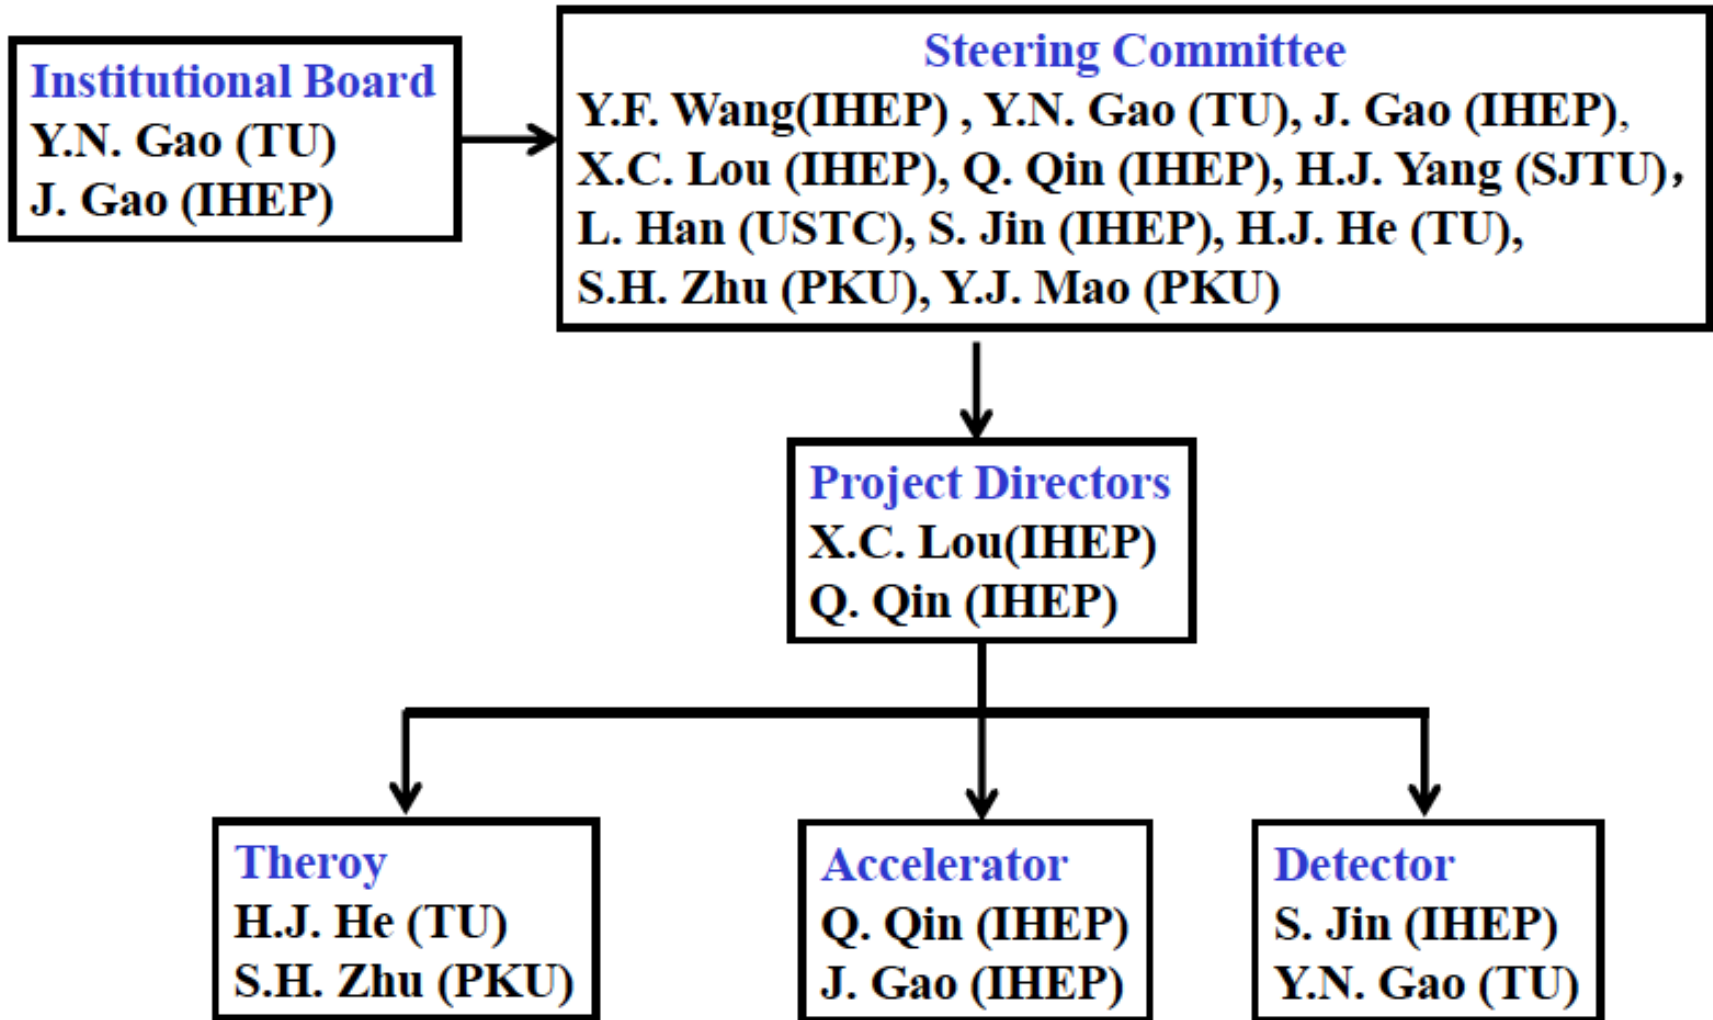 Institutional Board
Y.N. Gao (TU)
J. Gao (IHEP)
Steering Committee
Y.F. Wang(IHEP) , Y.N. Gao (TU), J. Gao (IHEP),
X.C. Lou (IHEP), Q. Qin (IHEP), H.J. Yang (SJTU)，
L. Han (USTC), S. Jin (IHEP), H.J. He (TU),
S.H. Zhu (PKU), Y.J. Mao (PKU)
Project Directors
X.C. Lou(IHEP)
Q. Qin (IHEP)
Theroy
H.J. He (TU)
S.H. Zhu (PKU)
Accelerator
Q. Qin (IHEP)
J. Gao (IHEP)
Detector
S. Jin (IHEP)
Y.N. Gao (TU)